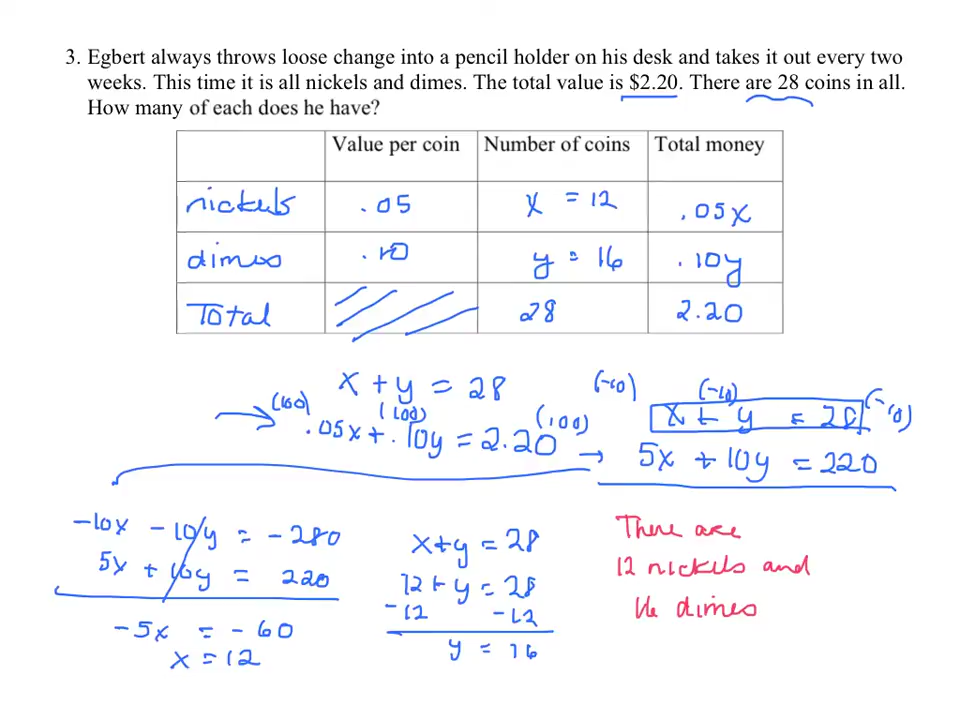 3. Egbert always throws loose change into a pencil holder on his desk and takes it out every two
weeks. This time it is all nickels and dimes. The total value is $2.20. There are 28 coins in all.
How many of each does he have?
Value per coin Number of coins Total money
nickels .05 x = 12 .05x
dimes .10 y = 16 .10y
Total 28 2.20
x + y = 28
(100) (100) (100)
.05x + .10y = 2.20
(-10) (-10) (-10)
x + y = 28
5x + 10y = 220
-10x - 10y = -280
5x + 10y = 220
-5x = -60
x = 12
x+y = 28
12 + y = 28
-12 -12
y = 16
There are
12 nickels and
16 dimes